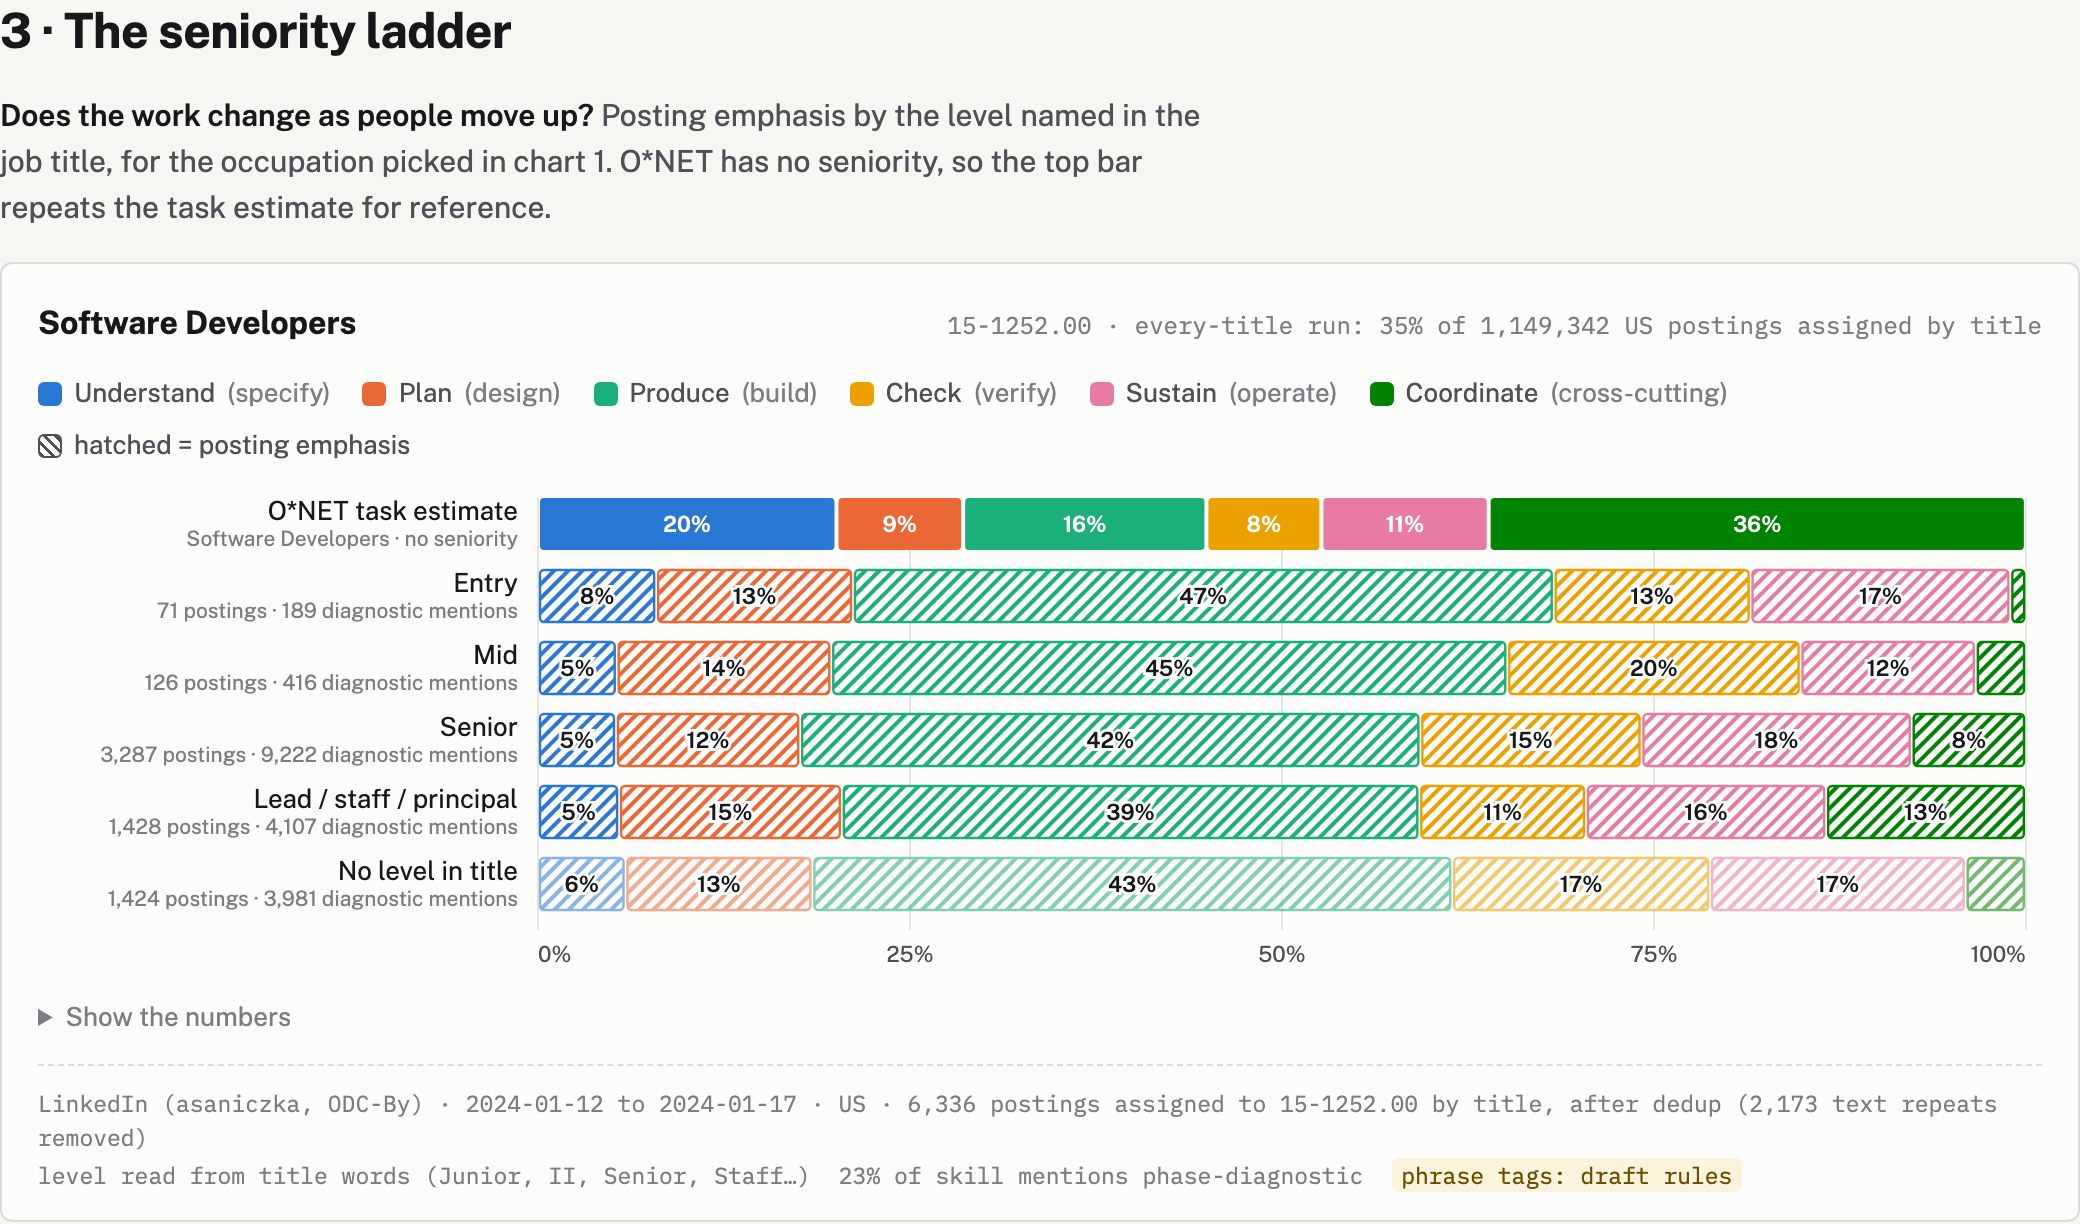 3 · The seniority ladder
Does the work change as people move up? Posting emphasis by the level named in the
job title, for the occupation picked in chart 1. O*NET has no seniority, so the top bar
repeats the task estimate for reference.
Software Developers
15-1252.00 · every-title run: 35% of 1,149,342 US postings assigned by title
Understand (specify) Plan (design) Produce (build) Check (verify) Sustain (operate) Coordinate (cross-cutting)
hatched = posting emphasis
O*NET task estimate
Software Developers · no seniority
20% 9% 16% 8% 11% 36%
Entry
71 postings · 189 diagnostic mentions
8% 13% 47% 13% 17%
Mid
126 postings · 416 diagnostic mentions
5% 14% 45% 20% 12%
Senior
3,287 postings · 9,222 diagnostic mentions
5% 12% 42% 15% 18% 8%
Lead / staff / principal
1,428 postings · 4,107 diagnostic mentions
5% 15% 39% 11% 16% 13%
No level in title
1,424 postings · 3,981 diagnostic mentions
6% 13% 43% 17% 17%
0% 25% 50% 75% 100%
▶ Show the numbers
LinkedIn (asaniczka, ODC-By) · 2024-01-12 to 2024-01-17 · US · 6,336 postings assigned to 15-1252.00 by title, after dedup (2,173 text repeats
removed)
level read from title words (Junior, II, Senior, Staff…) 23% of skill mentions phase-diagnostic phrase tags: draft rules